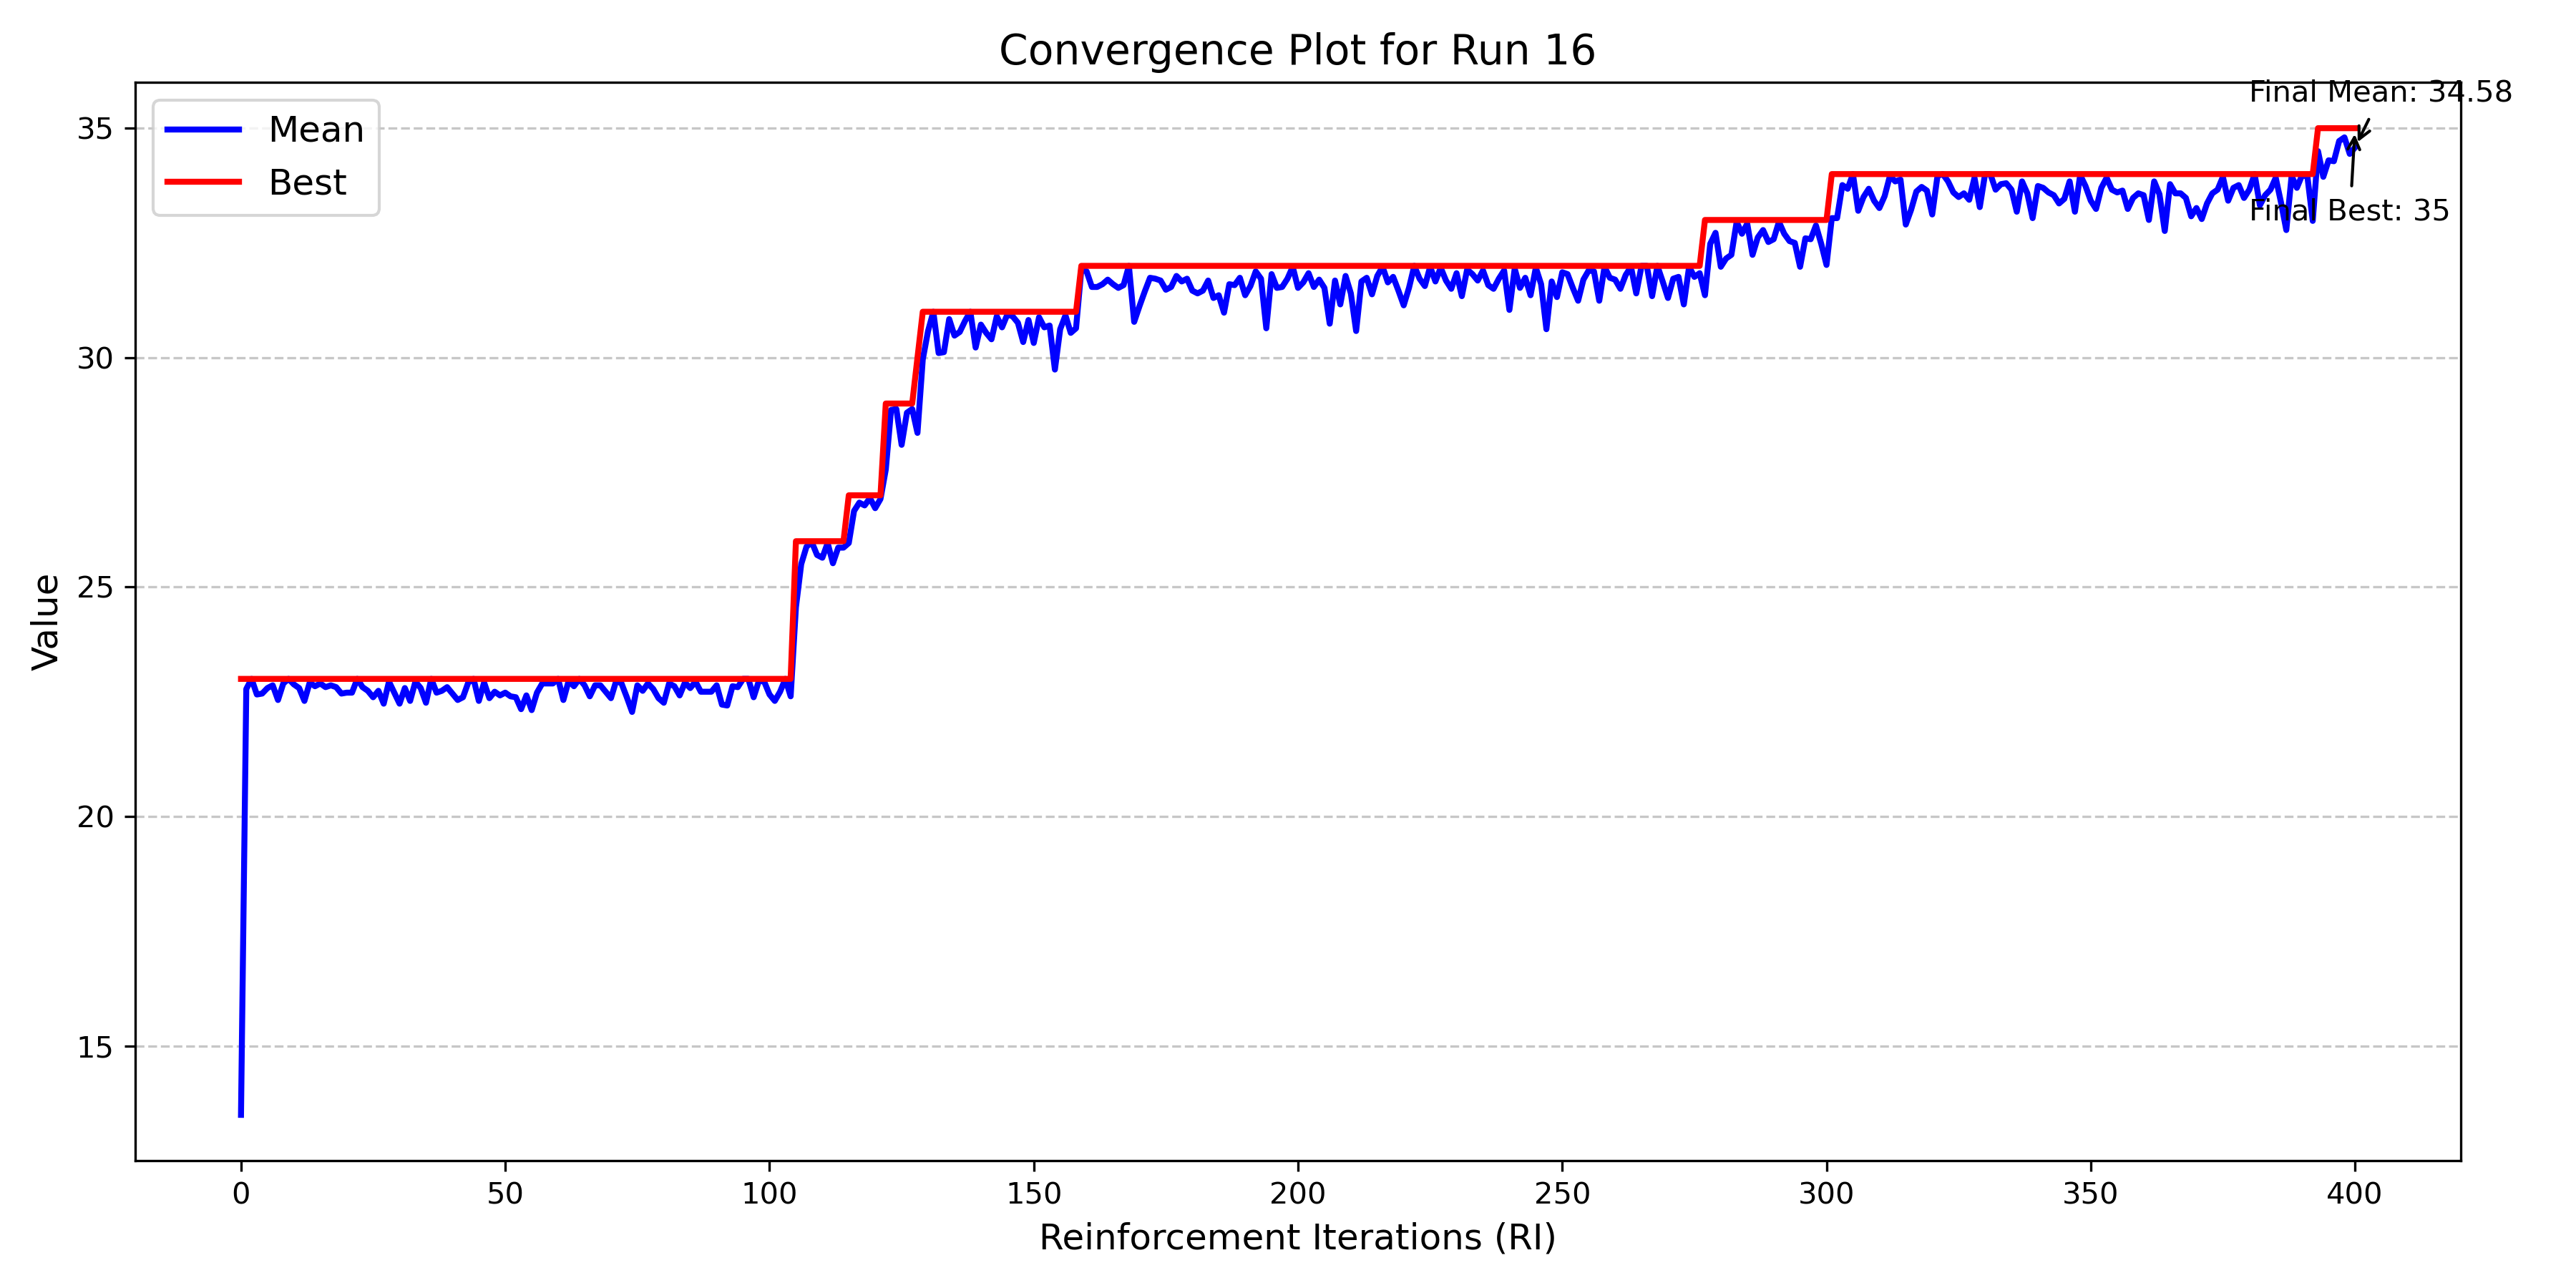 Convergence Plot for Run 16
Final Mean: 34.58
Mean
Best
Final Best: 35
35
30
25
20
15
Value
0 50 100 150 200 250 300 350 400
Reinforcement Iterations (RI)